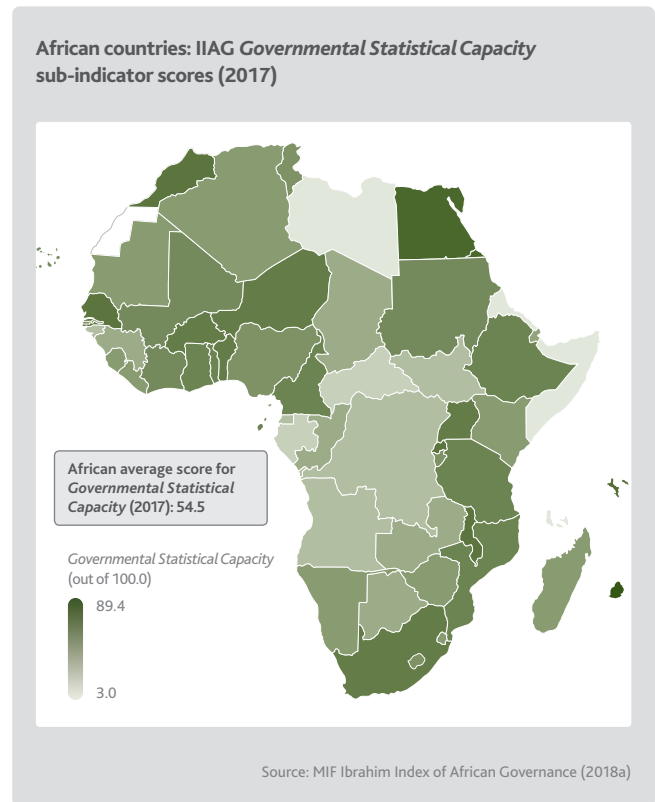 African countries: IIAG Governmental Statistical Capacity
sub-indicator scores (2017)
African average score for
Governmental Statistical
Capacity (2017): 54.5
Governmental Statistical Capacity
(out of 100.0)
89.4
3.0
Source: MIF Ibrahim Index of African Governance (2018a)